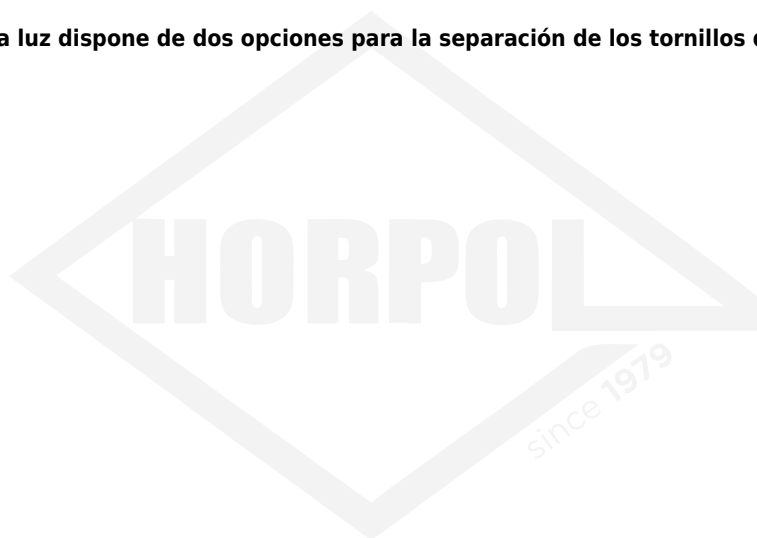 a luz dispone de dos opciones para la separación de los tornillos
HORPOL
since 1979